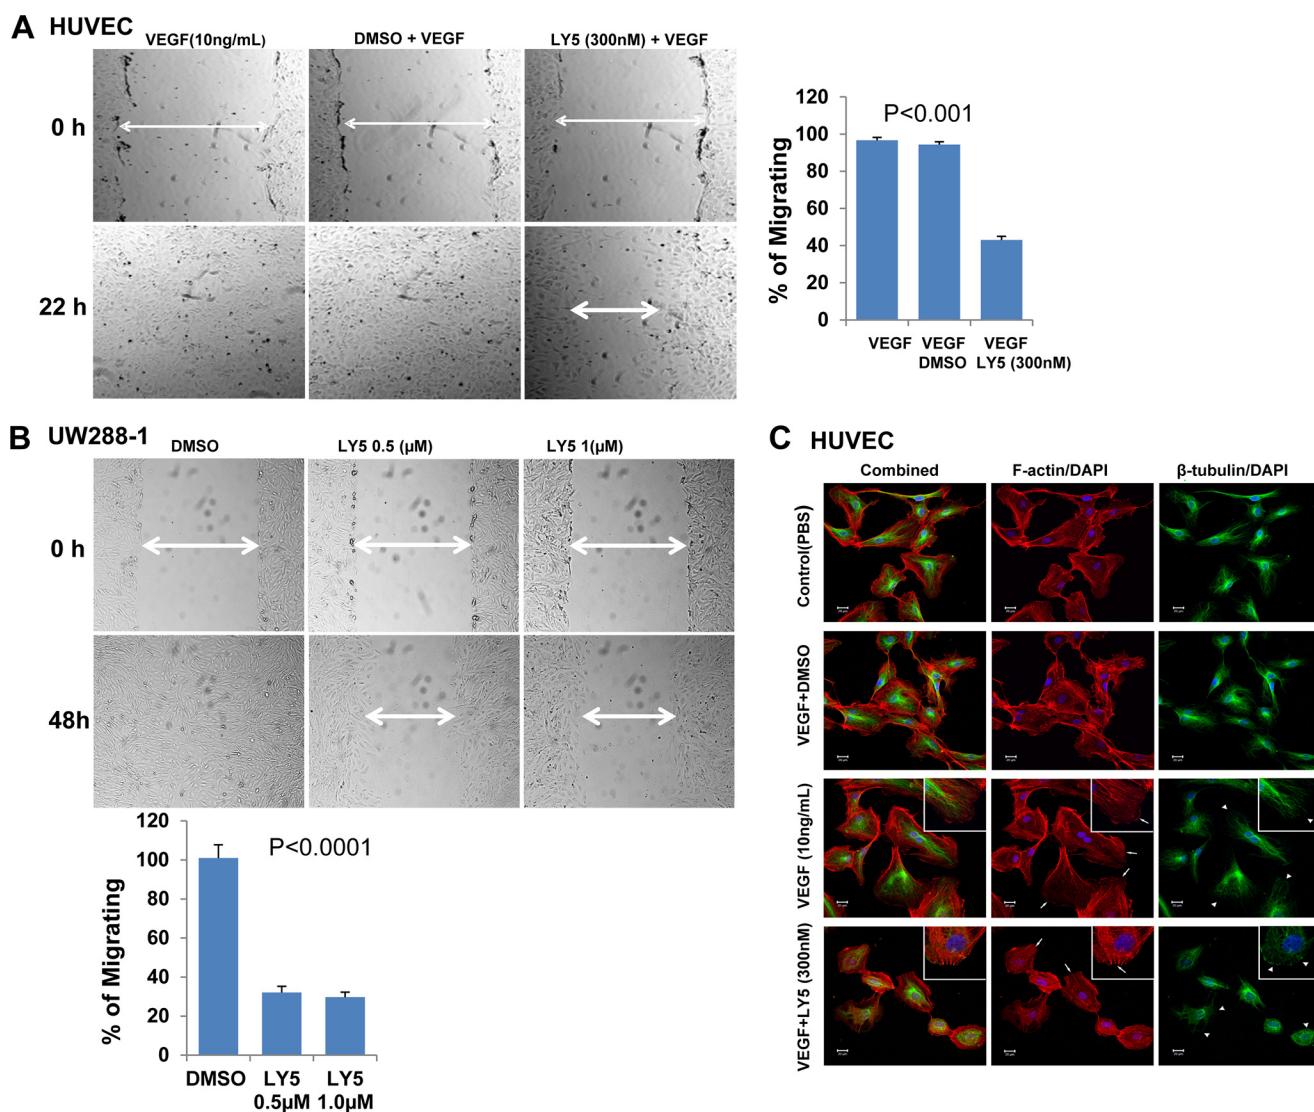 A HUVEC
VEGF(10ng/mL) DMSO + VEGF LY5 (300nM) + VEGF
0 h
22 h
% of Migrating
120
100
80
60
40
20
0
P<0.001
VEGF VEGF VEGF
DMSO LY5 (300nM)
B UW288-1
DMSO LY5 0.5 (μM) LY5 1(μM)
0 h
48h
% of Migrating
120
100
80
60
40
20
0
P<0.0001
DMSO LY5 LY5
0.5μM 1.0μM
C HUVEC
Combined F-actin/DAPI β-tubulin/DAPI
Control(PBS)
VEGF+DMSO
VEGF (10ng/mL)
VEGF+LY5 (300nM)